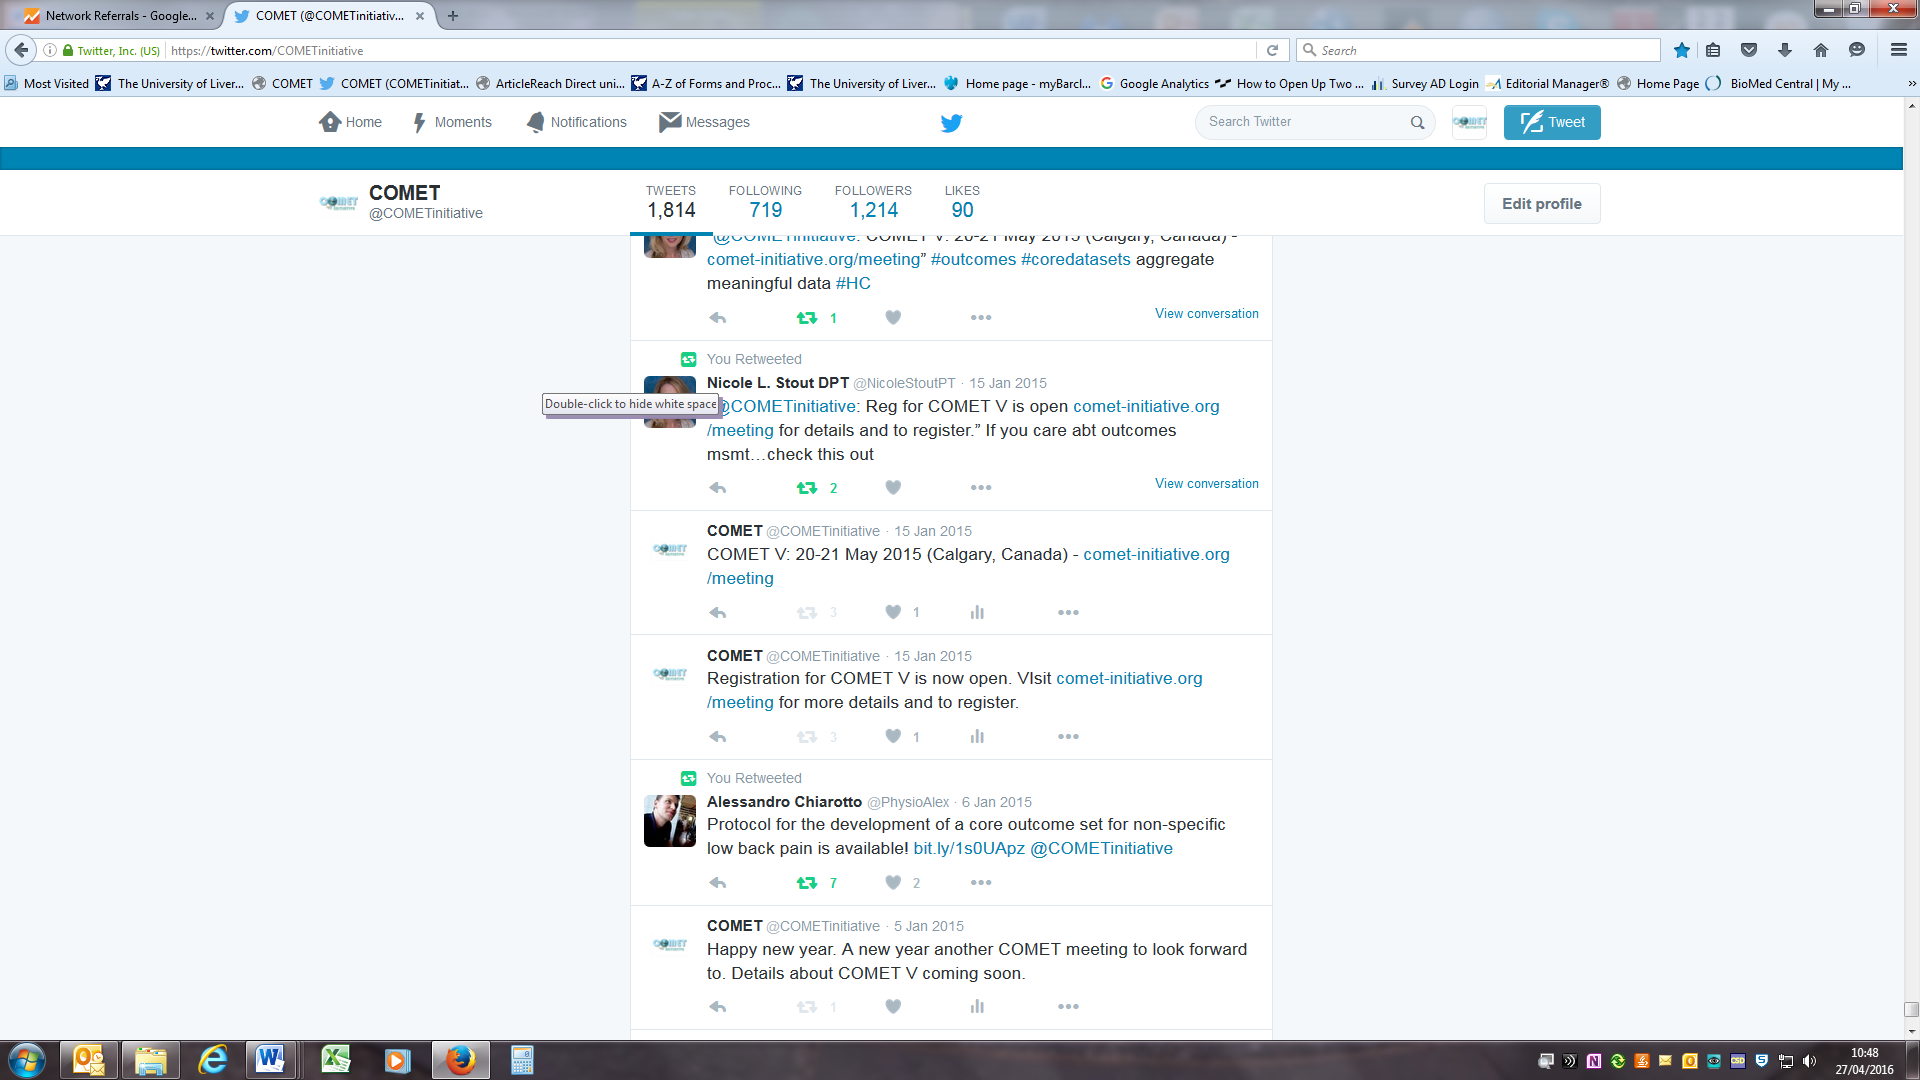 Network Referrals - Google...
COMET (@COMETinitiativ...
Twitter, Inc. (US)
https://twitter.com/COMETinitiative
Search
Most Visited
The University of Liver...
COMET
COMET (COMETinitiat...
ArticleReach Direct uni...
A-Z of Forms and Proc...
The University of Liver...
Home page - myBarcl...
Google Analytics
How to Open Up Two ...
Survey AD Login
Editorial Manager®
Home Page
BioMed Central | My ...
Home
Moments
Notifications
Messages
Search Twitter
Tweet
COMET
@COMETinitiative
TWEETS
1,814
FOLLOWING
719
FOLLOWERS
1,214
LIKES
90
Edit profile
@COMETinitiative: COMET V: 20-21 May 2015 (Calgary, Canada) -
comet-initiative.org/meeting” #outcomes #coredatasets aggregate
meaningful data #HC
1
View conversation
You Retweeted
Nicole L. Stout DPT @NicoleStoutPT · 15 Jan 2015
Double-click to hide white space
@COMETinitiative: Reg for COMET V is open comet-initiative.org
/meeting for details and to register.” If you care abt outcomes
msmt…check this out
2
View conversation
COMET @COMETinitiative · 15 Jan 2015
COMET V: 20-21 May 2015 (Calgary, Canada) - comet-initiative.org
/meeting
3 1
COMET @COMETinitiative · 15 Jan 2015
Registration for COMET V is now open. VIsit comet-initiative.org
/meeting for more details and to register.
3 1
You Retweeted
Alessandro Chiarotto @PhysioAlex · 6 Jan 2015
Protocol for the development of a core outcome set for non-specific
low back pain is available! bit.ly/1s0UApz @COMETinitiative
7 2
COMET @COMETinitiative · 5 Jan 2015
Happy new year. A new year another COMET meeting to look forward
to. Details about COMET V coming soon.
1
10:48
27/04/2016